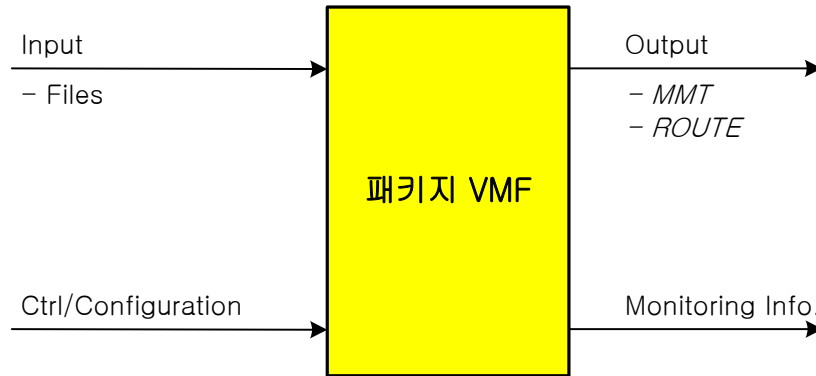 Input
- Files
Output
- MMT
- ROUTE
패키지 VMF
Ctrl/Configuration
Monitoring Info.